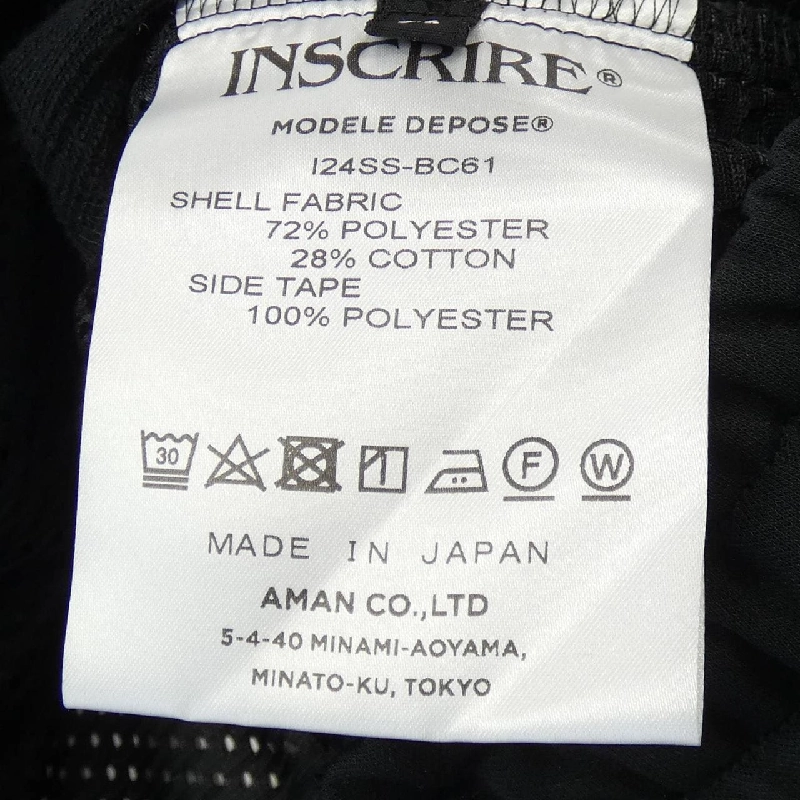 INSCRIRE®
MODELE DEPOSE®
I24SS-BC61
SHELL FABRIC
72% POLYESTER
28% COTTON
SIDE TAPE
100% POLYESTER
30 F W
MADE IN JAPAN
AMAN CO.,LTD
5-4-40 MINAMI-AOYAMA,
MINATO-KU, TOKYO